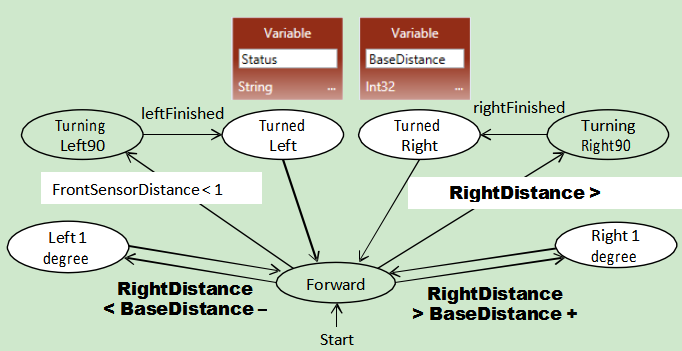 Variable
Status
String
...
Variable
BaseDistance
Int32
...
leftFinished
rightFinished
Turning
Left90
Turned
Left
Turned
Right
Turning
Right90
FrontSensorDistance < 1
RightDistance >
Left 1
degree
Right 1
degree
Forward
RightDistance
< BaseDistance –
RightDistance
> BaseDistance +
Start